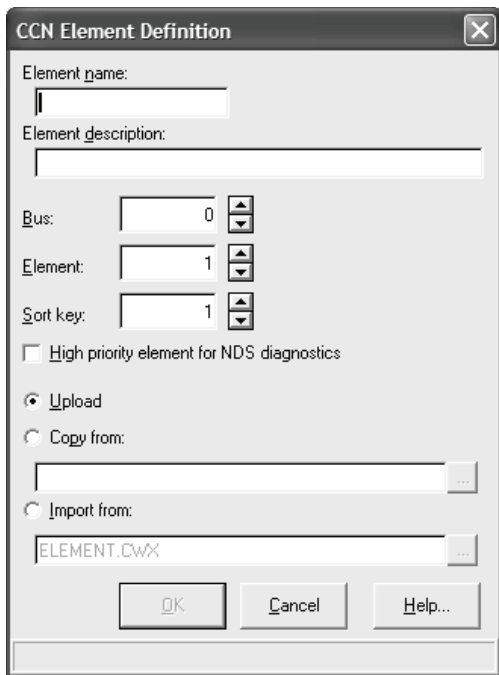 CCN Element Definition
Element name:
Element description:
Bus: 0
Element: 1
Sort key: 1
High priority element for NDS diagnostics
Upload
Copy from:
...
Import from:
ELEMENT.CWX ...
OK Cancel Help...